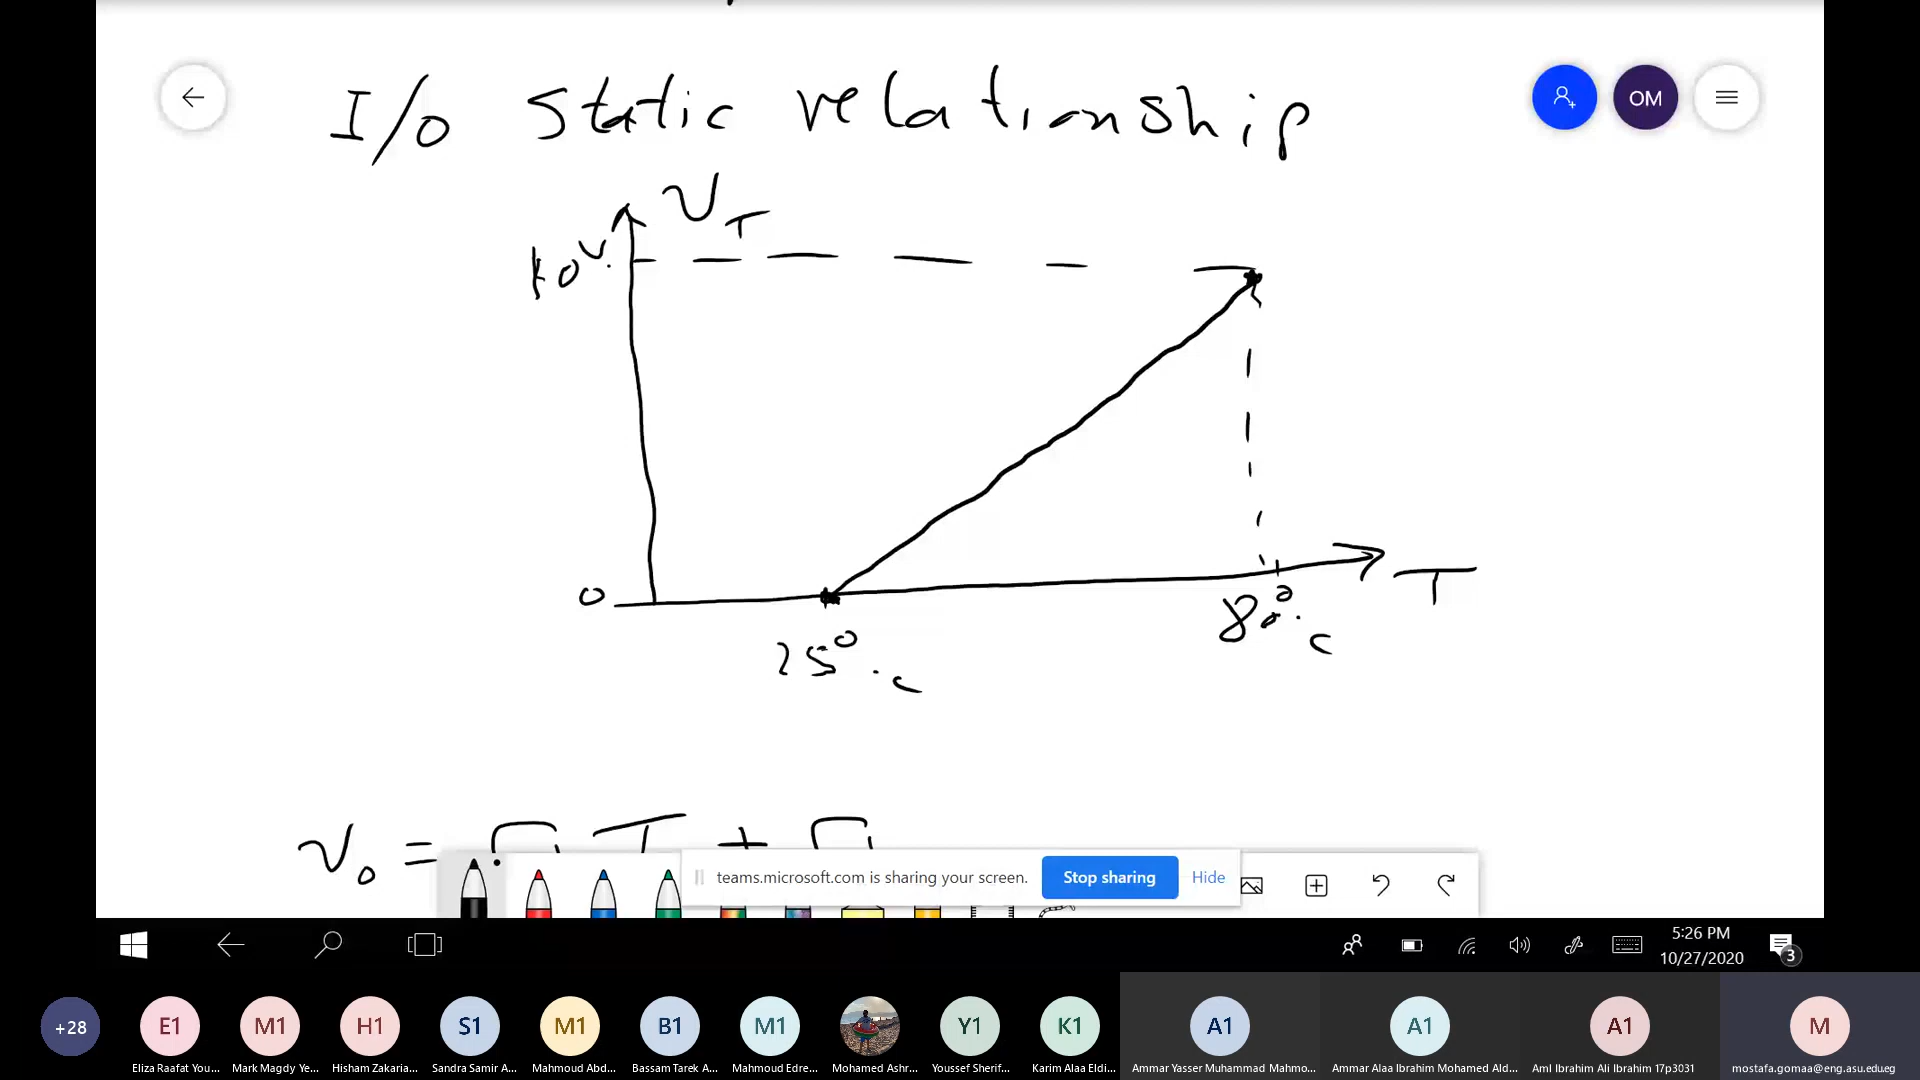 I/O static relationship
OM
V_T
10 V.
0
T
25°.c
80°.c
V_o =
teams.microsoft.com is sharing your screen.
Stop sharing
Hide
5:26 PM
10/27/2020
3
+28
E1
M1
H1
S1
M1
B1
M1
Y1
K1
A1
A1
A1
M
Eliza Raafat You...
Mark Magdy Ye...
Hisham Zakaria...
Sandra Samir A...
Mahmoud Abd...
Bassam Tarek A...
Mahmoud Edre...
Mohamed Ashr...
Youssef Sherif...
Karim Alaa Eldi...
Ammar Yasser Muhammad Mahmo...
Ammar Alaa Ibrahim Mohamed Ald...
Aml Ibrahim Ali Ibrahim 17p3031
mostafa.gomaa@eng.asu.edu.eg